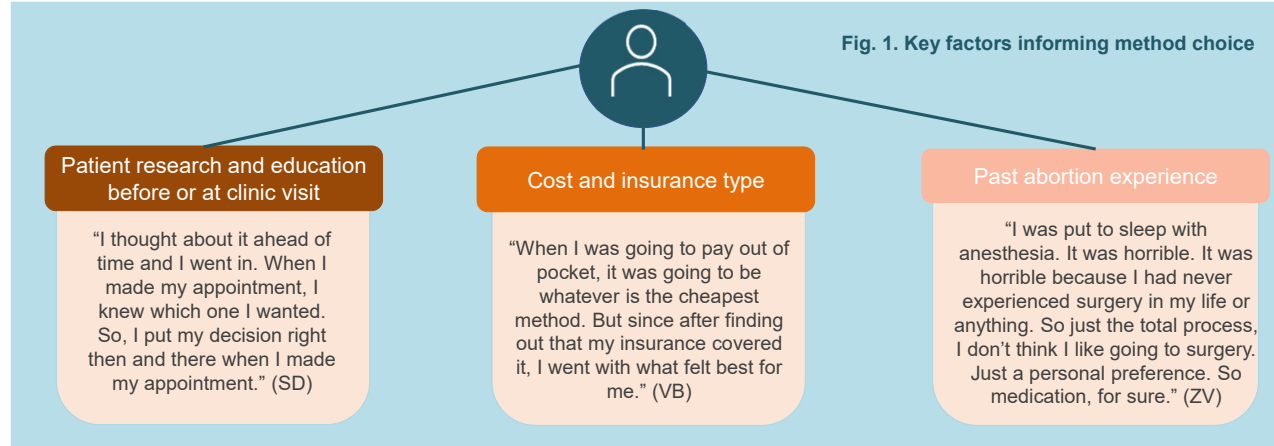 Fig. 1. Key factors informing method choice
Patient research and education
before or at clinic visit
“I thought about it ahead of
time and I went in. When I
made my appointment, I
knew which one I wanted.
So, I put my decision right
then and there when I made
my appointment.” (SD)
Cost and insurance type
“When I was going to pay out of
pocket, it was going to be
whatever is the cheapest
method. But since after finding
out that my insurance covered
it, I went with what felt best for
me.” (VB)
Past abortion experience
“I was put to sleep with
anesthesia. It was horrible. It was
horrible because I had never
experienced surgery in my life or
anything. So just the total process,
I don’t think I like going to surgery.
Just a personal preference. So
medication, for sure.” (ZV)